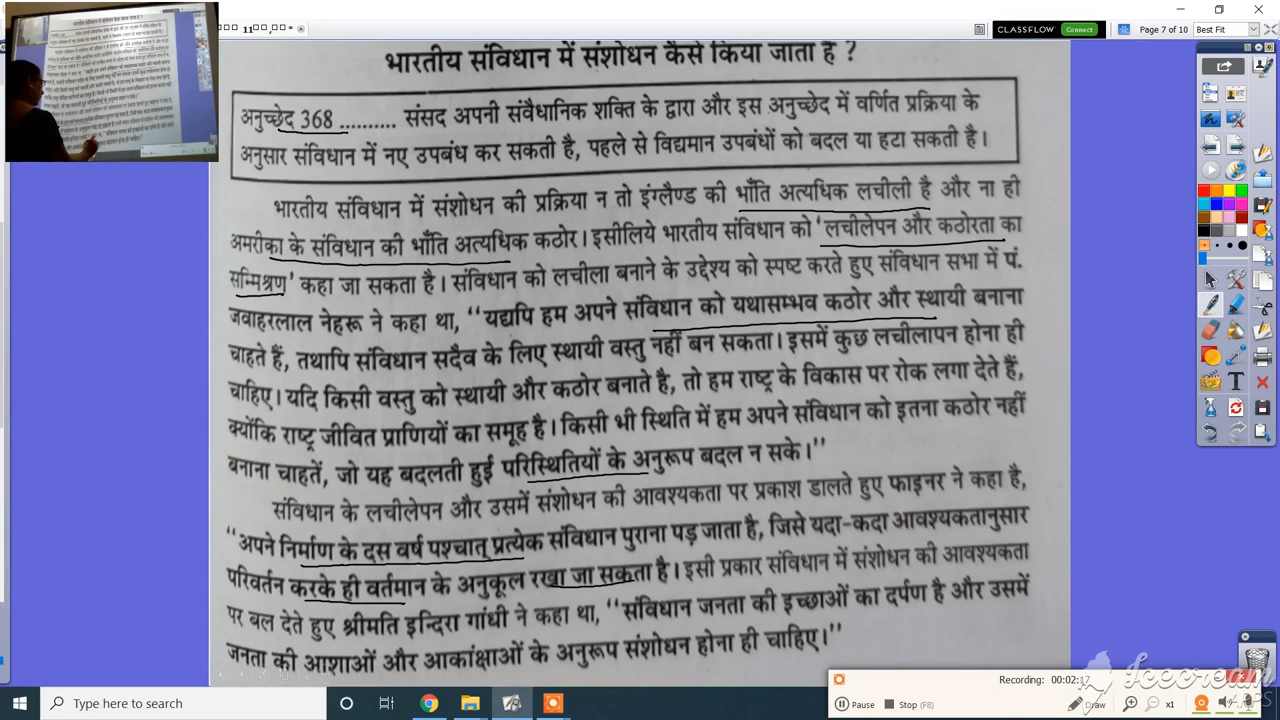 11
CLASSFLOW Connect
Page 7 of 10
Best Fit
भारतीय संविधान में संशोधन कैसे किया जाता है ?
अनुच्छेद 368 .......... संसद अपनी संवैधानिक शक्ति के द्वारा और इस अनुच्छेद में वर्णित प्रक्रिया के
अनुसार संविधान में नए उपबंध कर सकती है, पहले से विद्यमान उपबंधों को बदल या हटा सकती है।
भारतीय संविधान में संशोधन की प्रक्रिया न तो इंग्लैण्ड की भाँति अत्यधिक लचीली है और ना ही
अमरीका के संविधान की भाँति अत्यधिक कठोर। इसीलिये भारतीय संविधान को ‘लचीलेपन और कठोरता का
सम्मिश्रण’ कहा जा सकता है। संविधान को लचीला बनाने के उद्देश्य को स्पष्ट करते हुए संविधान सभा में पं.
जवाहरलाल नेहरू ने कहा था, ‘‘यद्यपि हम अपने संविधान को यथासम्भव कठोर और स्थायी बनाना
चाहते हैं, तथापि संविधान सदैव के लिए स्थायी वस्तु नहीं बन सकता। इसमें कुछ लचीलापन होना ही
चाहिए। यदि किसी वस्तु को स्थायी और कठोर बनाते है, तो हम राष्ट्र के विकास पर रोक लगा देते हैं,
क्योंकि राष्ट्र जीवित प्राणियों का समूह है। किसी भी स्थिति में हम अपने संविधान को इतना कठोर नहीं
बनाना चाहतें, जो यह बदलती हुई परिस्थितियों के अनुरूप बदल न सके।’’
संविधान के लचीलेपन और उसमें संशोधन की आवश्यकता पर प्रकाश डालते हुए फाइनर ने कहा है,
‘‘अपने निर्माण के दस वर्ष पश्चात् प्रत्येक संविधान पुराना पड़ जाता है, जिसे यदा-कदा आवश्यकतानुसार
परिवर्तन करके ही वर्तमान के अनुकूल रखा जा सकता है। इसी प्रकार संविधान में संशोधन की आवश्यकता
पर बल देते हुए श्रीमति इन्दिरा गांधी ने कहा था, ‘‘संविधान जनता की इच्छाओं का दर्पण है और उसमें
जनता की आशाओं और आकांक्षाओं के अनुरूप संशोधन होना ही चाहिए।’’
Recording: 00:02:17
Pause Stop (F8) Draw x1
Icecream
APPS
Type here to search